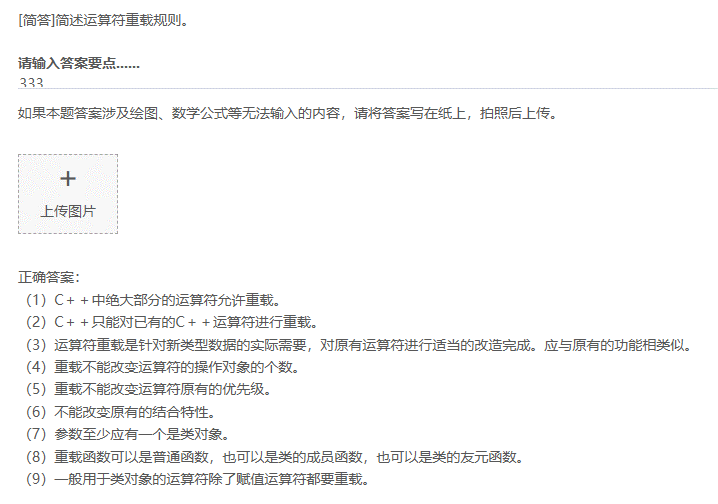 [简答]简述运算符重载规则。
请输入答案要点......
333
如果本题答案涉及绘图、数学公式等无法输入的内容，请将答案写在纸上，拍照后上传。
+
上传图片
正确答案：
（1）C＋＋中绝大部分的运算符允许重载。
（2）C＋＋只能对已有的C＋＋运算符进行重载。
（3）运算符重载是针对新类型数据的实际需要，对原有运算符进行适当的改造完成。应与原有的功能相类似。
（4）重载不能改变运算符的操作对象的个数。
（5）重载不能改变运算符原有的优先级。
（6）不能改变原有的结合特性。
（7）参数至少应有一个是类对象。
（8）重载函数可以是普通函数，也可以是类的成员函数，也可以是类的友元函数。
（9）一般用于类对象的运算符除了赋值运算符都要重载。